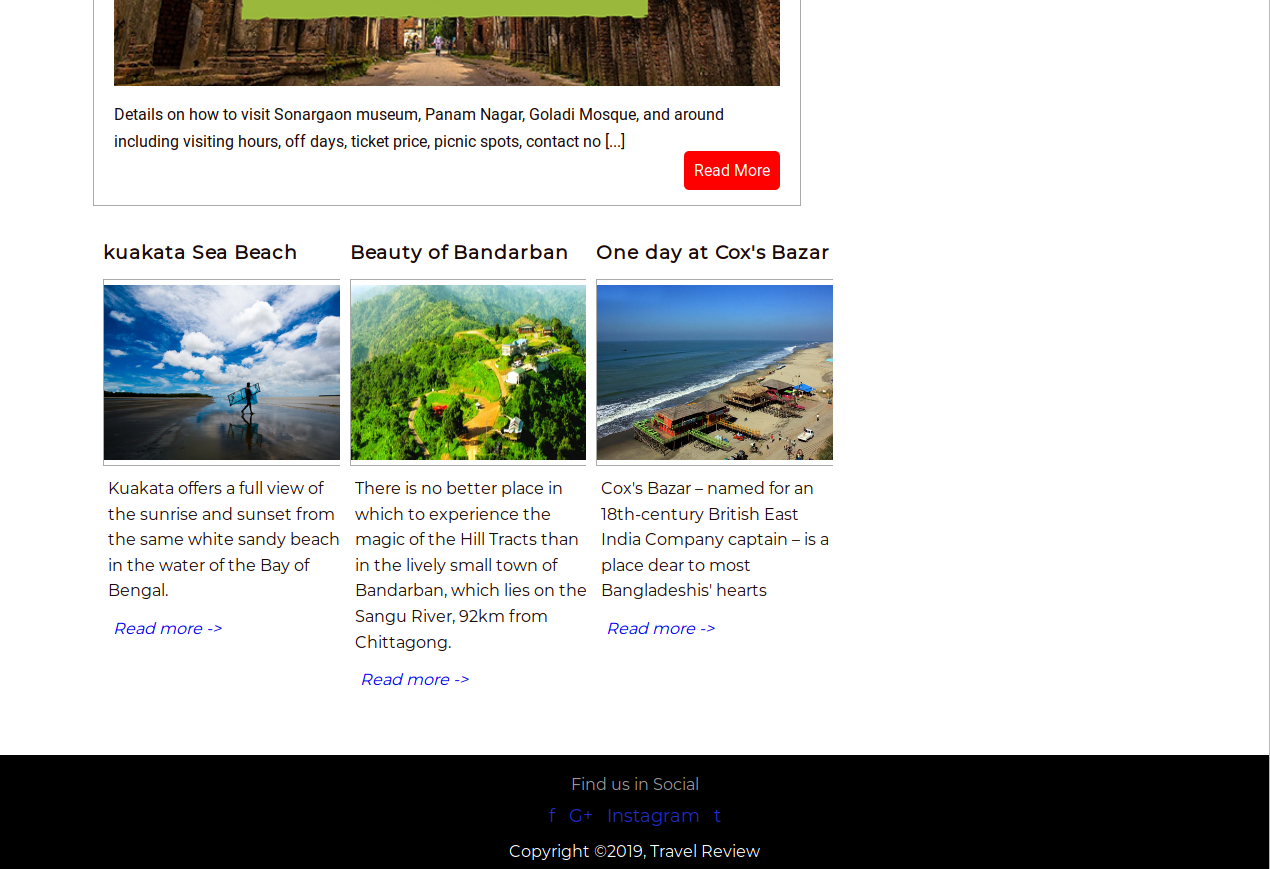 Details on how to visit Sonargaon museum, Panam Nagar, Goladi Mosque, and around
including visiting hours, off days, ticket price, picnic spots, contact no [...]
Read More
kuakata Sea Beach
Kuakata offers a full view of
the sunrise and sunset from
the same white sandy beach
in the water of the Bay of
Bengal.
Read more ->
Beauty of Bandarban
There is no better place in
which to experience the
magic of the Hill Tracts than
in the lively small town of
Bandarban, which lies on the
Sangu River, 92km from
Chittagong.
Read more ->
One day at Cox's Bazar
Cox's Bazar – named for an
18th-century British East
India Company captain – is a
place dear to most
Bangladeshis' hearts
Read more ->
Find us in Social
f G+ Instagram t
Copyright ©2019, Travel Review